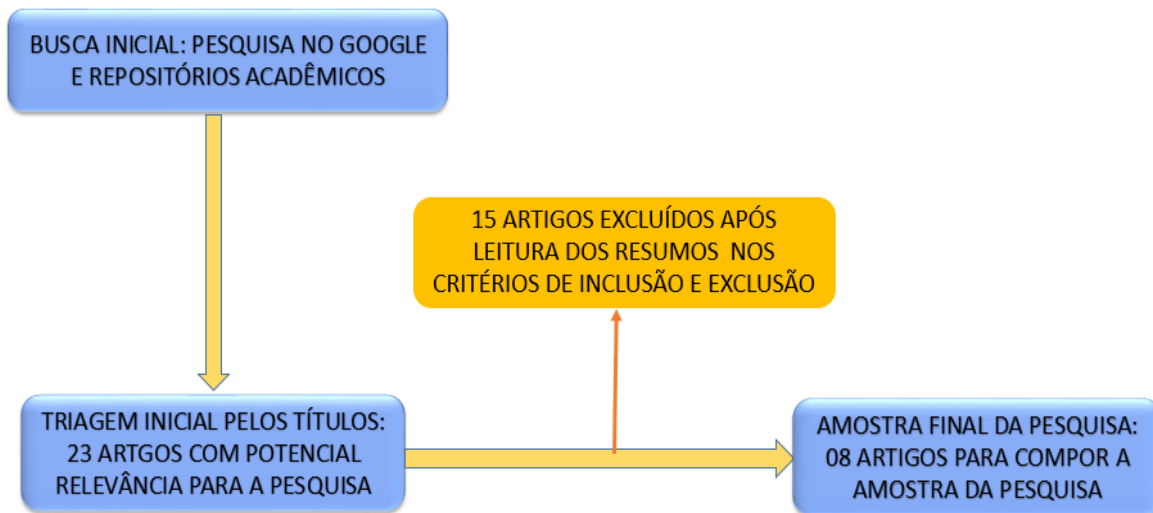 BUSCA INICIAL: PESQUISA NO GOOGLE
E REPOSITÓRIOS ACADÊMICOS
15 ARTIGOS EXCLUÍDOS APÓS
LEITURA DOS RESUMOS NOS
CRITÉRIOS DE INCLUSÃO E EXCLUSÃO
TRIAGEM INICIAL PELOS TÍTULOS:
23 ARTGOS COM POTENCIAL
RELEVÂNCIA PARA A PESQUISA
AMOSTRA FINAL DA PESQUISA:
08 ARTIGOS PARA COMPOR A
AMOSTRA DA PESQUISA